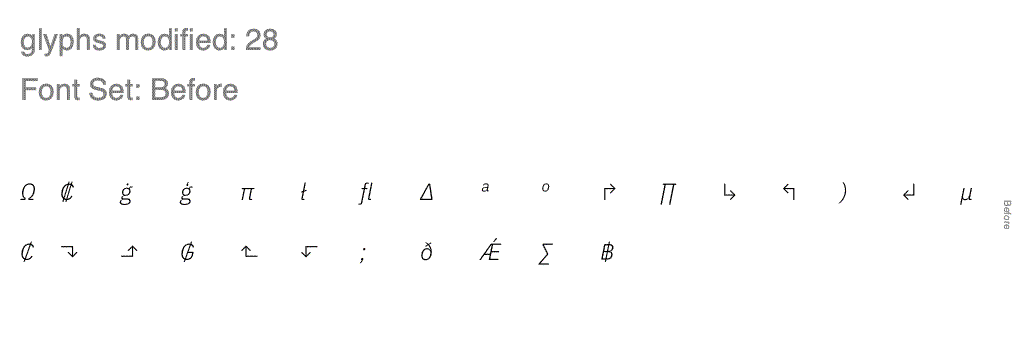 glyphs modified: 28
Font Set: Before
Ω ₡ ġ ģ π ł fl Δ ª º ↱ ∏ ↳ ↰ ) ↲ µ
₵ ↴ ⬏ ₲ ⬑ ⬐ ; ð Ǽ ∑ ฿
Before